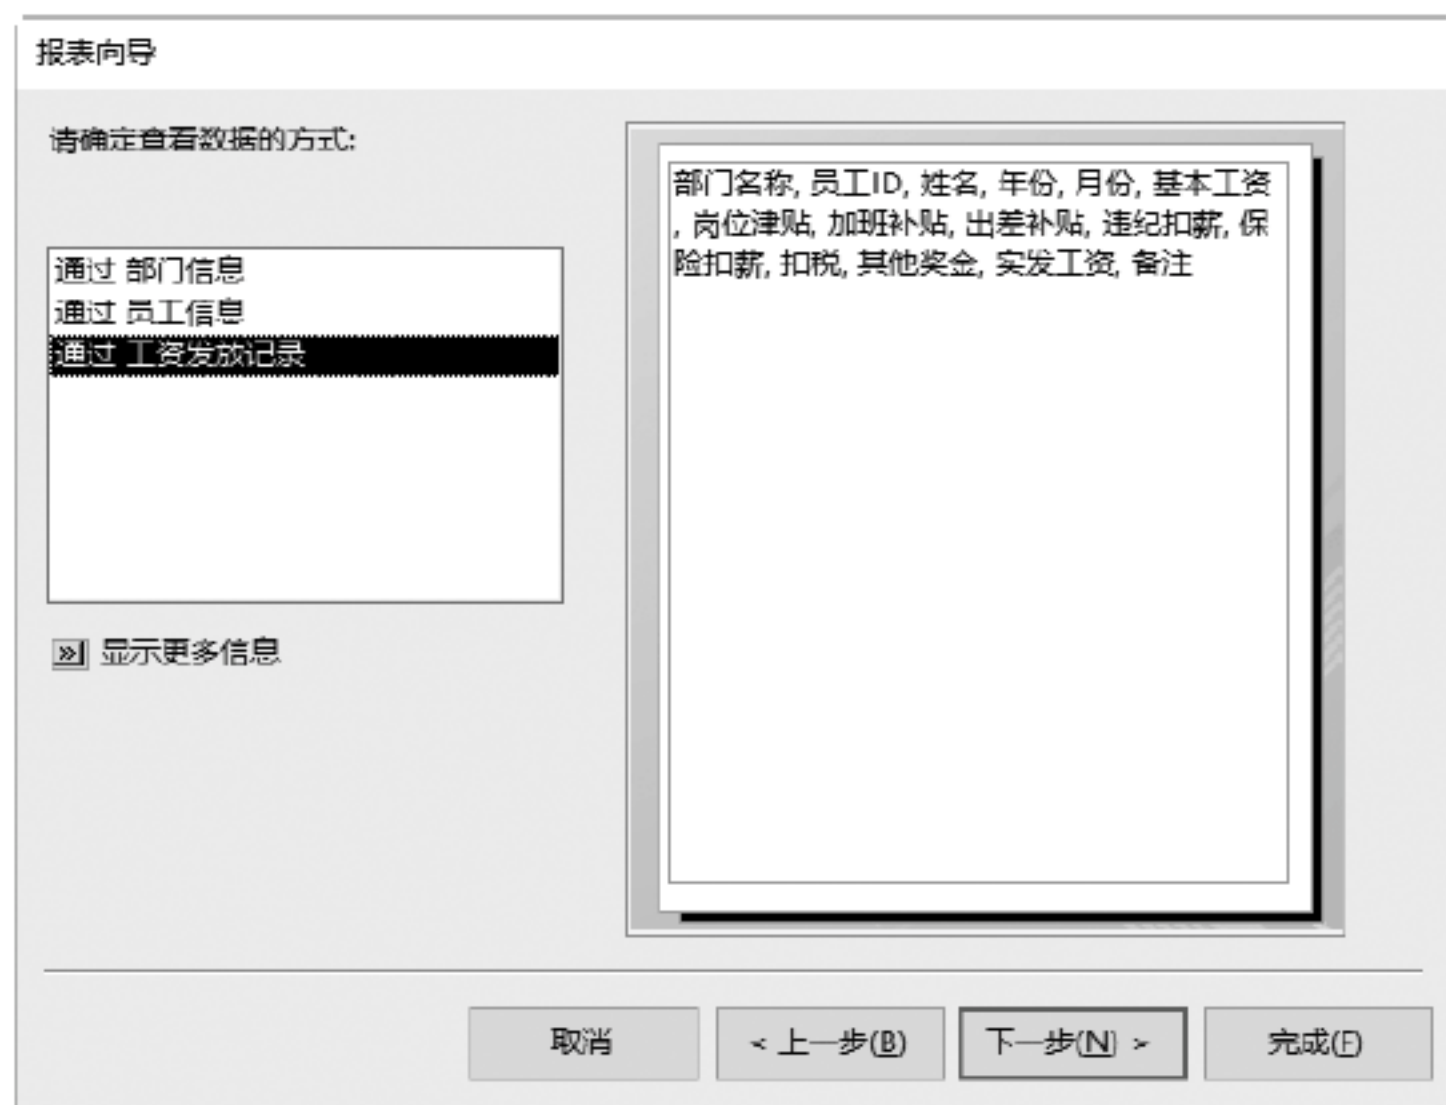 报表向导
请确定查看数据的方式:
通过 部门信息
通过 员工信息
通过 工资发放记录
显示更多信息
部门名称, 员工ID, 姓名, 年份, 月份, 基本工资
, 岗位津贴, 加班补贴, 出差补贴, 违纪扣薪, 保
险扣薪, 扣税, 其他奖金, 实发工资, 备注
取消
< 上一步(B)
下一步(N) >
完成(F)